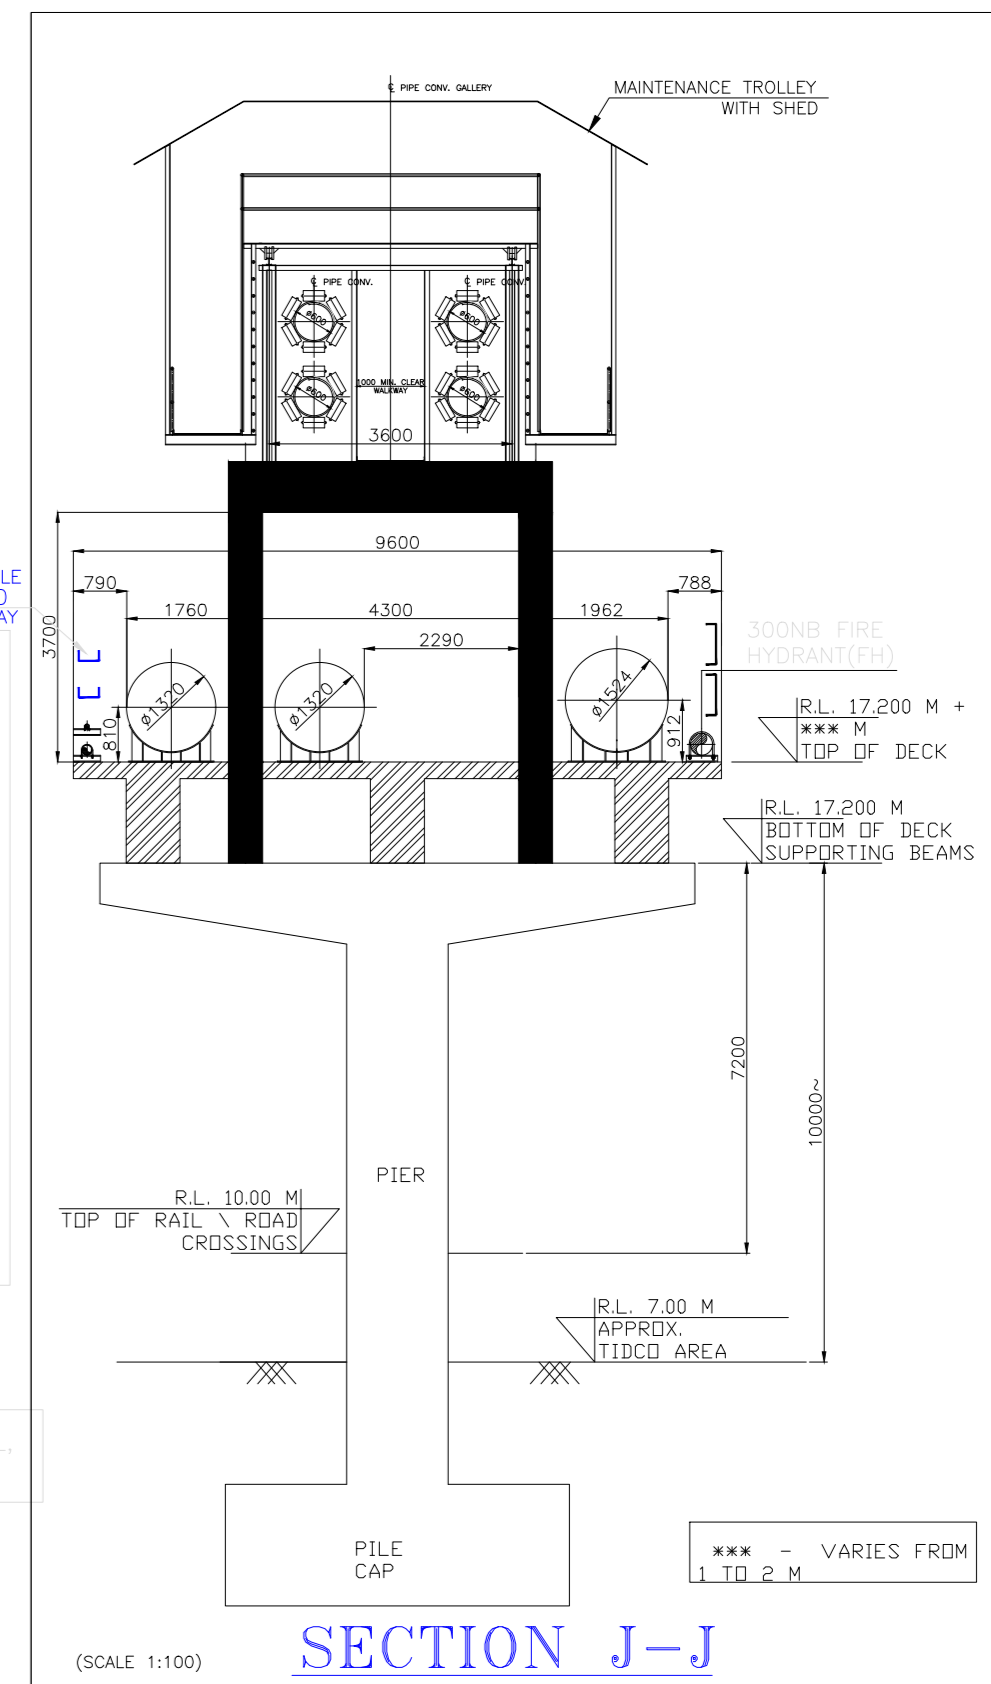 ℄ PIPE CONV. GALLERY
MAINTENANCE TROLLEY
WITH SHED
℄ PIPE CONV.
℄ PIPE CONV.
ø600
ø600
ø600
ø600
1000 MIN. CLEAR
WALKWAY
3600
9600
790
788
1760
4300
1962
2290
3700
ø1320
ø1320
ø1524
810
912
300NB FIRE
HYDRANT(FH)
R.L. 17.200 M +
*** M
TOP OF DECK
R.L. 17.200 M
BOTTOM OF DECK
SUPPORTING BEAMS
7200
10000~
PIER
R.L. 10.00 M
TOP OF RAIL \ ROAD
CROSSINGS
R.L. 7.00 M
APPROX.
TIDCO AREA
PILE
CAP
*** - VARIES FROM
1 TO 2 M
SECTION J-J
(SCALE 1:100)